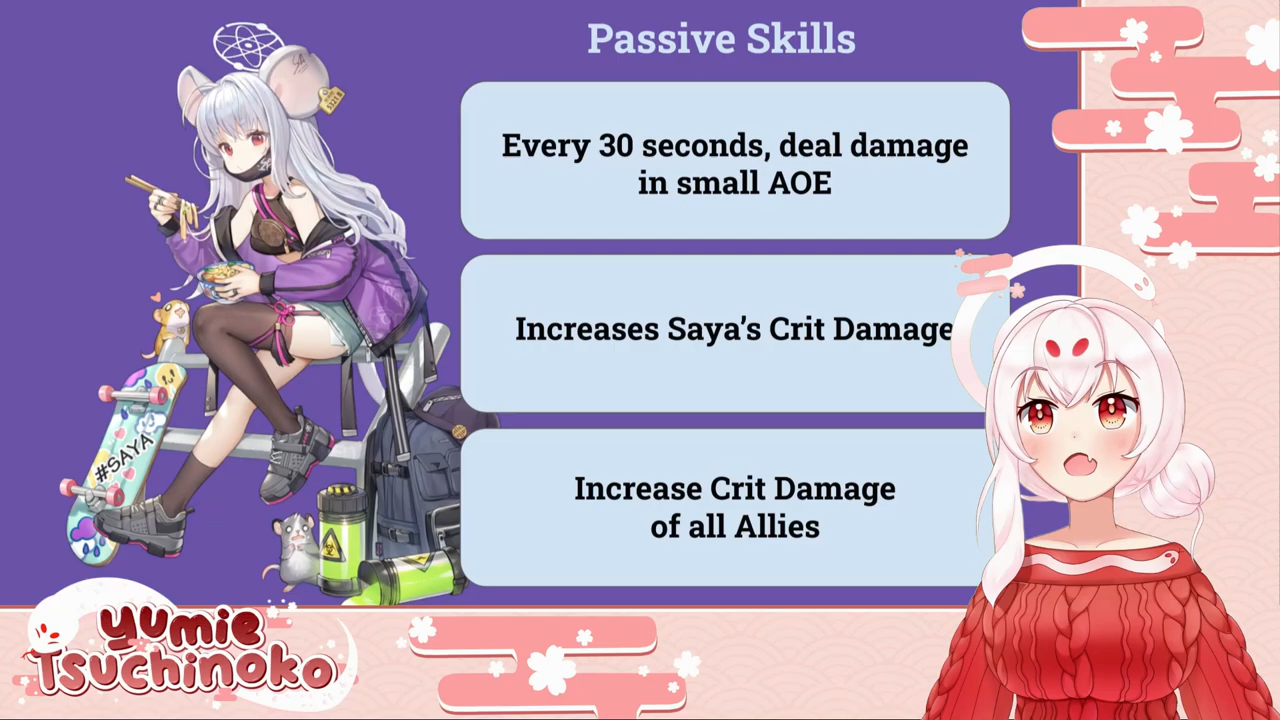 Passive Skills
Every 30 seconds, deal damage
in small AOE
Increases Saya's Crit Damage
Increase Crit Damage
of all Allies
#SAYA
Yumie
Tsuchinoko